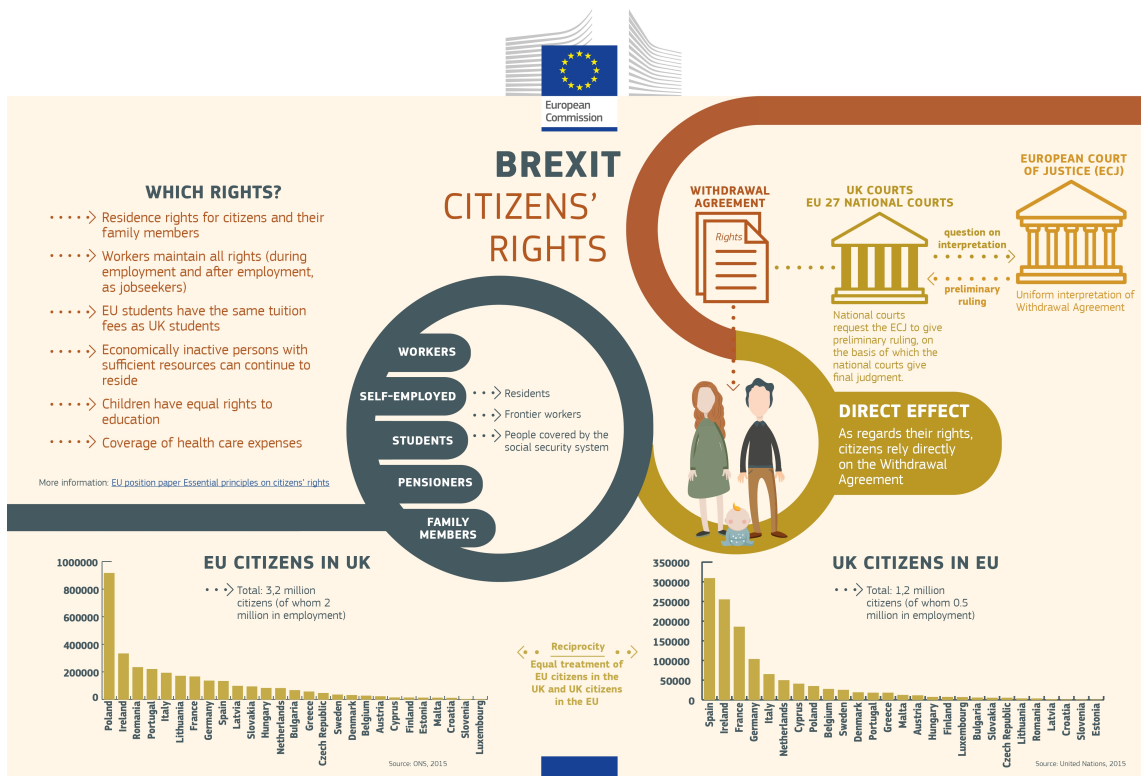 European
Commission
BREXIT
CITIZENS'
RIGHTS
WHICH RIGHTS?
Residence rights for citizens and their
family members
Workers maintain all rights (during
employment and after employment,
as jobseekers)
EU students have the same tuition
fees as UK students
Economically inactive persons with
sufficient resources can continue to
reside
Children have equal rights to
education
Coverage of health care expenses
More information: EU position paper Essential principles on citizens' rights
WORKERS
SELF-EMPLOYED
STUDENTS
PENSIONERS
FAMILY
MEMBERS
Residents
Frontier workers
People covered by the
social security system
WITHDRAWAL
AGREEMENT
Rights
UK COURTS
EU 27 NATIONAL COURTS
National courts
request the ECJ to give
preliminary ruling, on
the basis of which the
national courts give
final judgment.
question on
interpretation
preliminary
ruling
EUROPEAN COURT
OF JUSTICE (ECJ)
Uniform interpretation of
Withdrawal Agreement
DIRECT EFFECT
As regards their rights,
citizens rely directly
on the Withdrawal
Agreement
EU CITIZENS IN UK
Total: 3,2 million
citizens (of whom 2
million in employment)
1000000
800000
600000
400000
200000
0
Poland
Ireland
Romania
Portugal
Italy
Lithuania
France
Germany
Spain
Latvia
Slovakia
Hungary
Netherlands
Bulgaria
Greece
Czech Republic
Sweden
Denmark
Belgium
Austria
Cyprus
Finland
Estonia
Malta
Croatia
Slovenia
Luxembourg
Source: ONS, 2015
Reciprocity
Equal treatment of
EU citizens in the
UK and UK citizens
in the EU
UK CITIZENS IN EU
Total: 1,2 million
citizens (of whom 0.5
million in employment)
350000
300000
250000
200000
150000
100000
50000
0
Spain
Ireland
France
Germany
Italy
Netherlands
Cyprus
Poland
Belgium
Sweden
Denmark
Portugal
Greece
Malta
Austria
Hungary
Finland
Luxembourg
Bulgaria
Slovakia
Czech Republic
Lithuania
Romania
Latvia
Croatia
Slovenia
Estonia
Source: United Nations, 2015